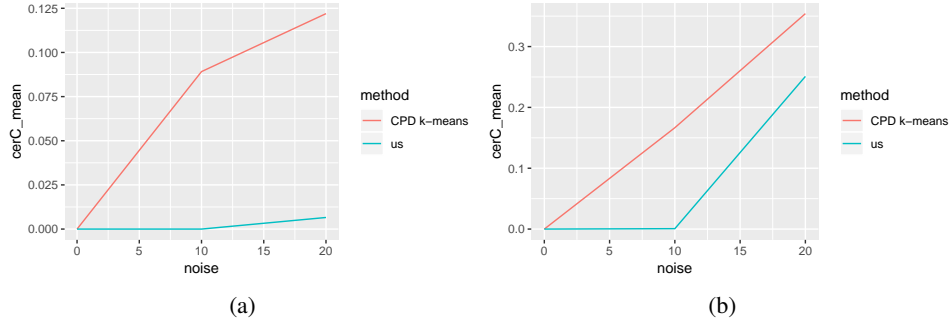 0.125
0.100
0.075
0.050
0.025
0.000
cerC_mean
0
5
10
15
20
noise
method
CPD k−means
us
(a)
0.3
0.2
0.1
0.0
cerC_mean
0
5
10
15
20
noise
method
CPD k−means
us
(b)